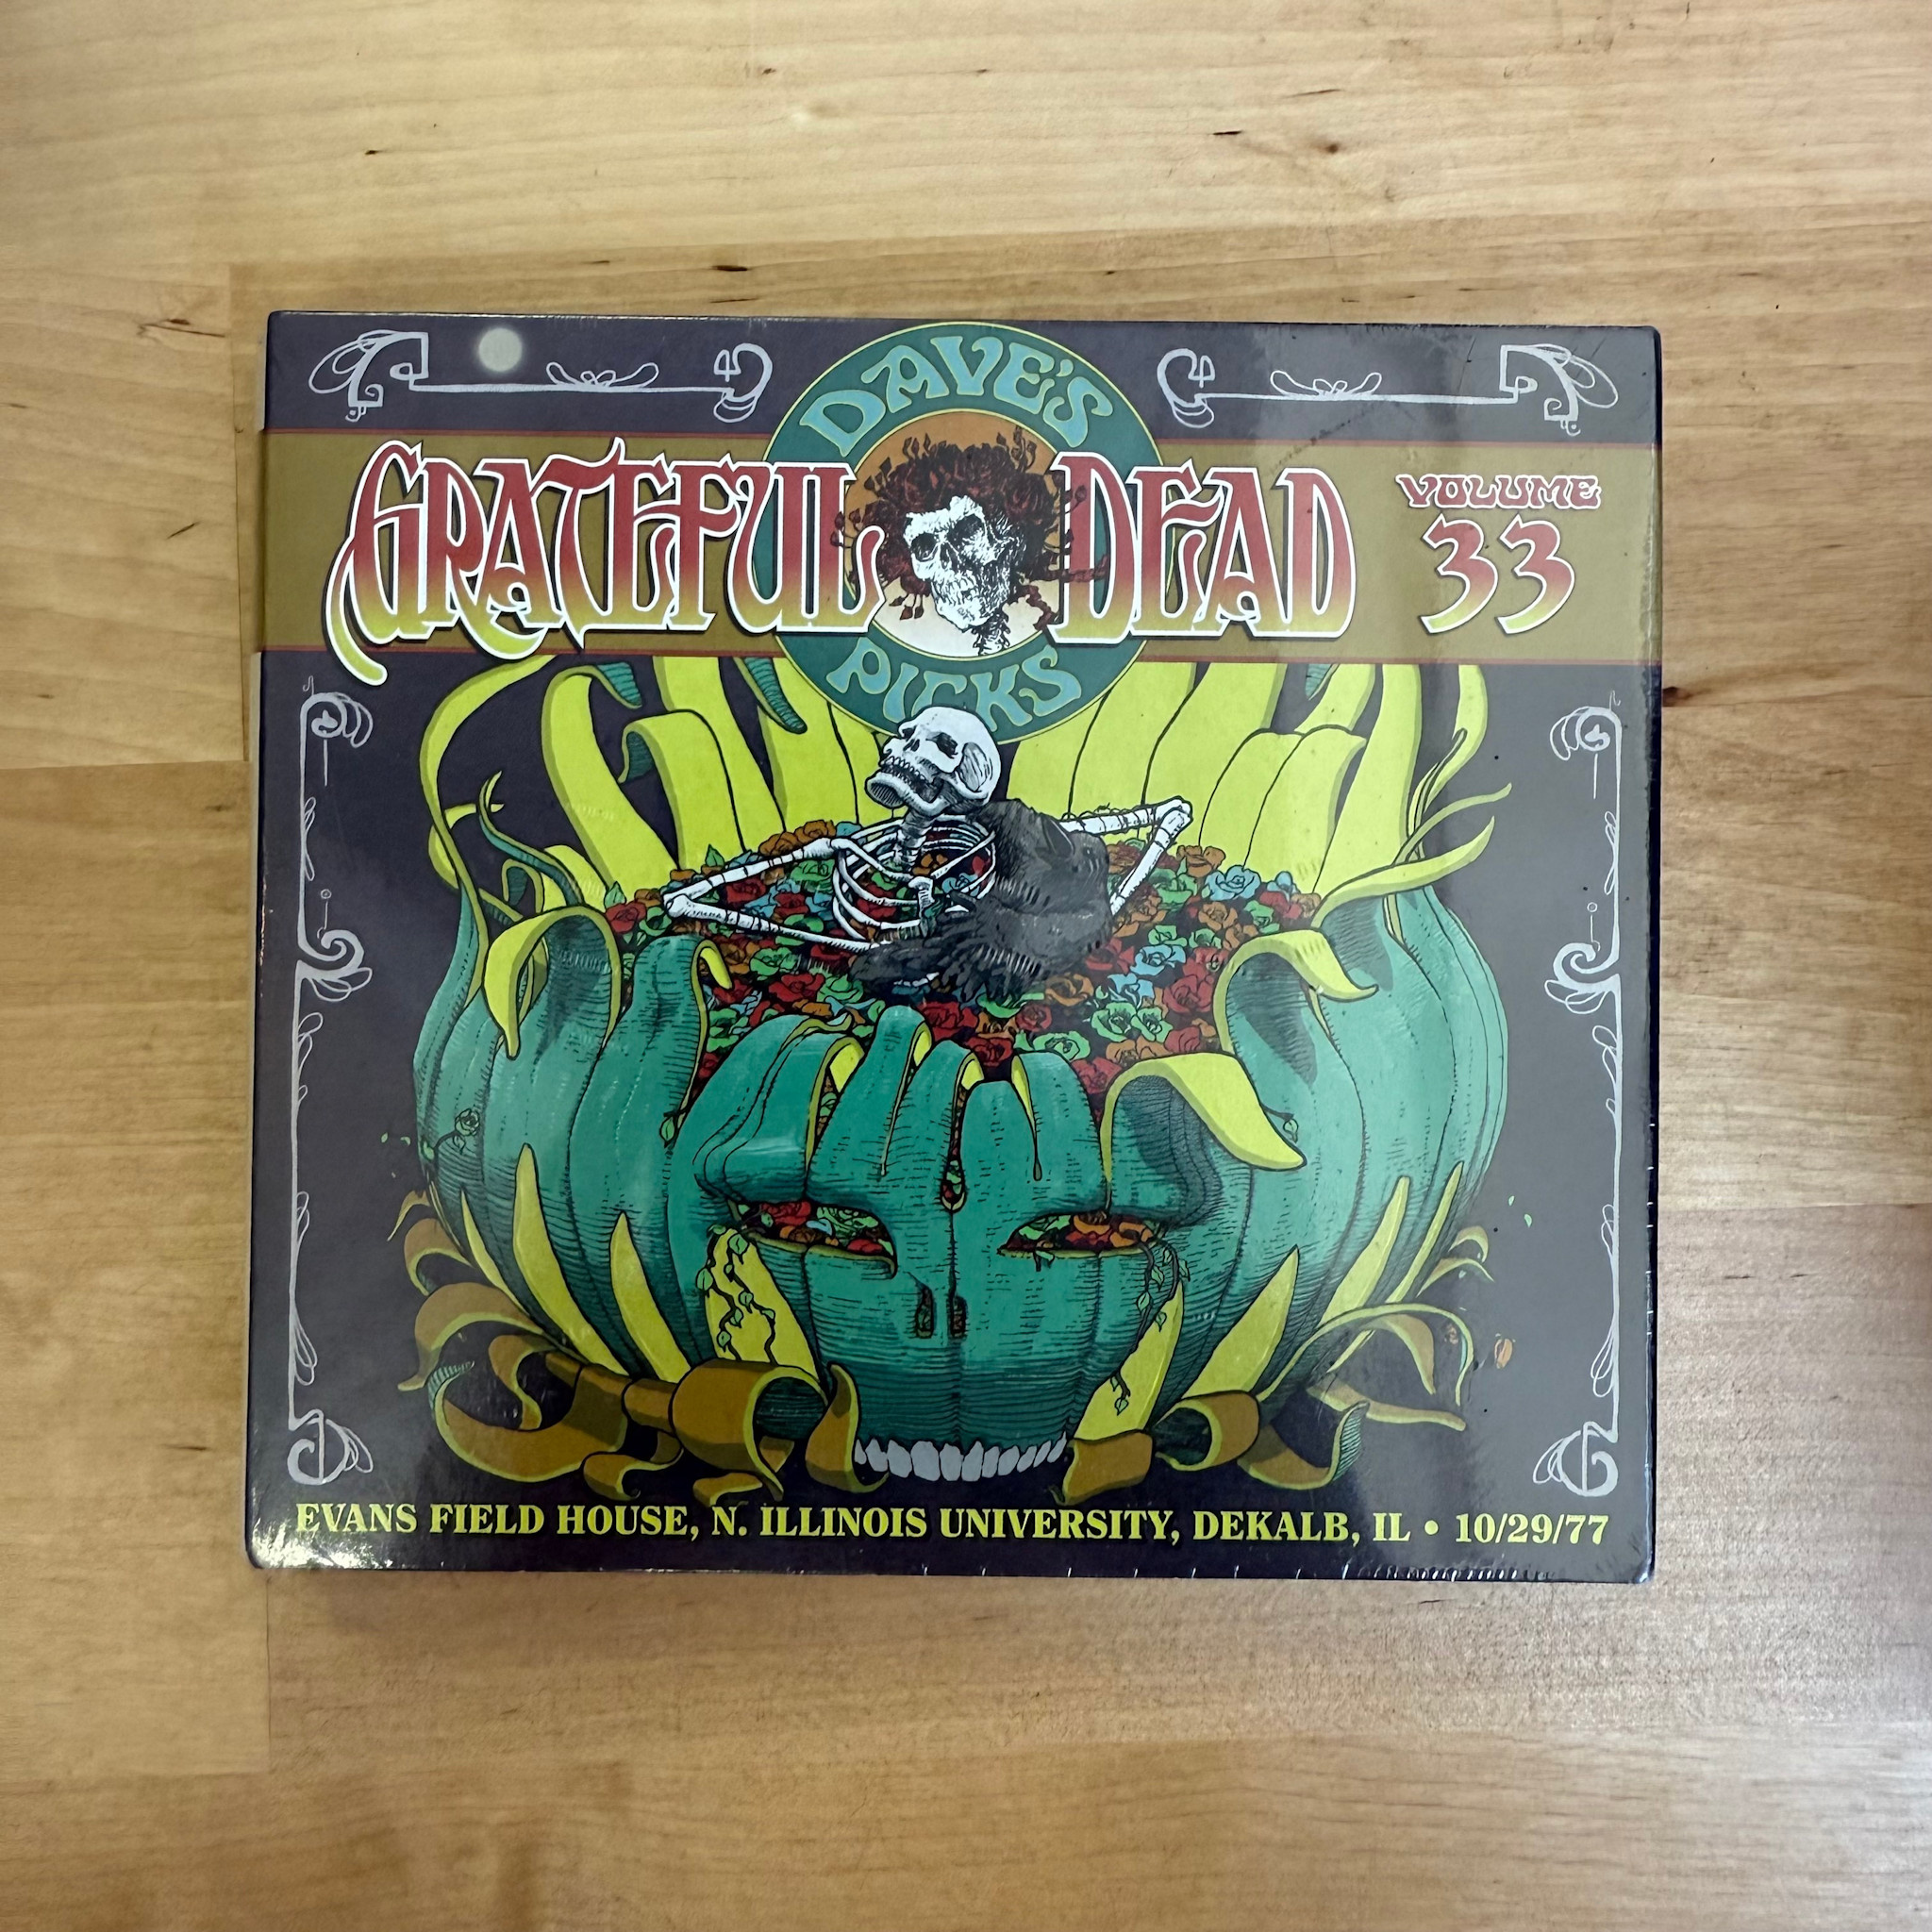 DAVE'S
GRATEFUL DEAD
VOLUME
33
PICKS
EVANS FIELD HOUSE, N. ILLINOIS UNIVERSITY, DEKALB, IL • 10/29/77